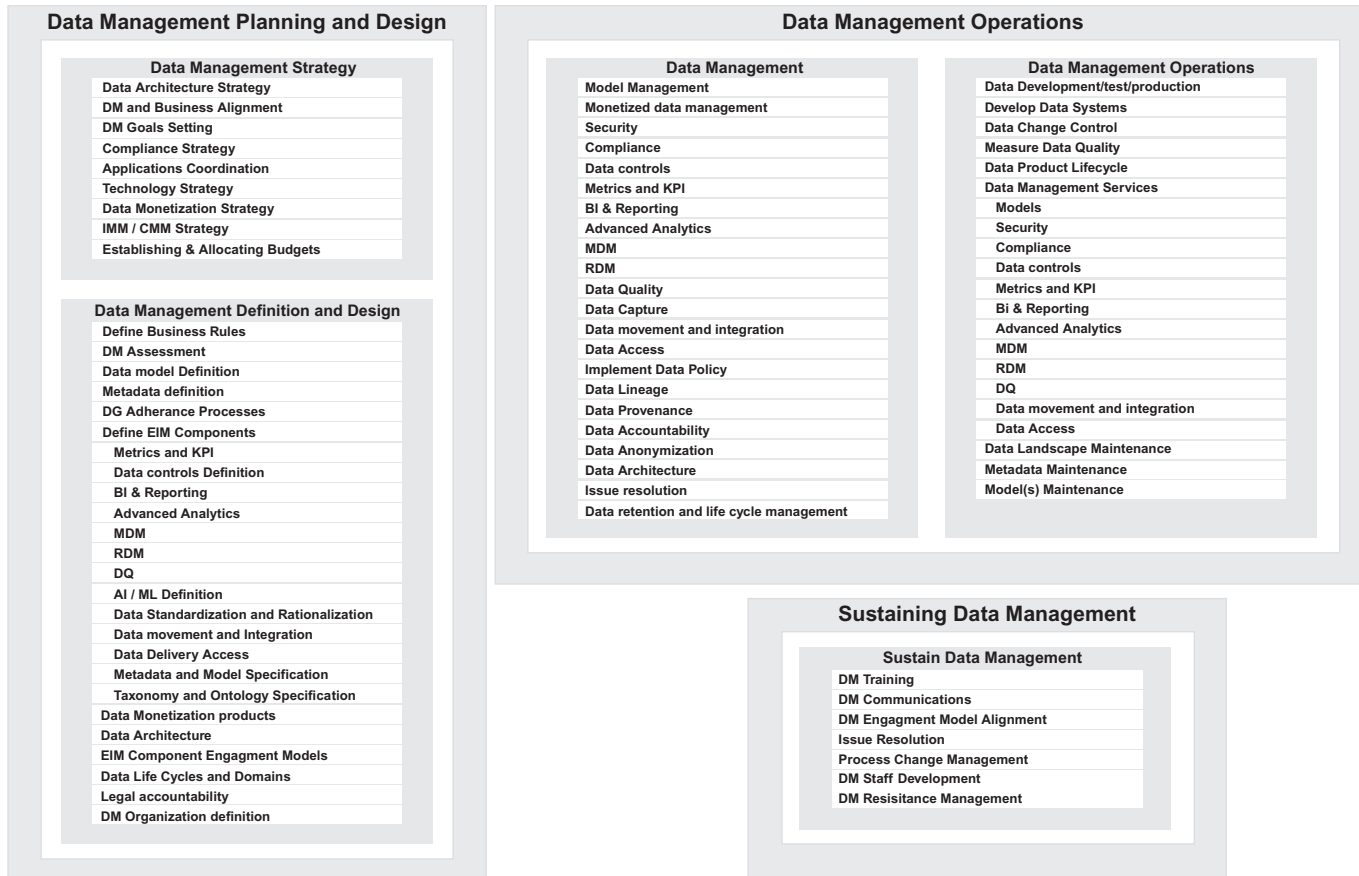 Data Management Planning and Design
Data Management Strategy
Data Architecture Strategy
DM and Business Alignment
DM Goals Setting
Compliance Strategy
Applications Coordination
Technology Strategy
Data Monetization Strategy
IMM / CMM Strategy
Establishing & Allocating Budgets
Data Management Definition and Design
Define Business Rules
DM Assessment
Data model Definition
Metadata definition
DG Adherance Processes
Define EIM Components
Metrics and KPI
Data controls Definition
BI & Reporting
Advanced Analytics
MDM
RDM
DQ
AI / ML Definition
Data Standardization and Rationalization
Data movement and Integration
Data Delivery Access
Metadata and Model Specification
Taxonomy and Ontology Specification
Data Monetization products
Data Architecture
EIM Component Engagment Models
Data Life Cycles and Domains
Legal accountability
DM Organization definition
Data Management Operations
Data Management
Model Management
Monetized data management
Security
Compliance
Data controls
Metrics and KPI
BI & Reporting
Advanced Analytics
MDM
RDM
Data Quality
Data Capture
Data movement and integration
Data Access
Implement Data Policy
Data Lineage
Data Provenance
Data Accountability
Data Anonymization
Data Architecture
Issue resolution
Data retention and life cycle management
Data Management Operations
Data Development/test/production
Develop Data Systems
Data Change Control
Measure Data Quality
Data Product Lifecycle
Data Management Services
Models
Security
Compliance
Data controls
Metrics and KPI
Bi & Reporting
Advanced Analytics
MDM
RDM
DQ
Data movement and integration
Data Access
Data Landscape Maintenance
Metadata Maintenance
Model(s) Maintenance
Sustaining Data Management
Sustain Data Management
DM Training
DM Communications
DM Engagment Model Alignment
Issue Resolution
Process Change Management
DM Staff Development
DM Resisitance Management